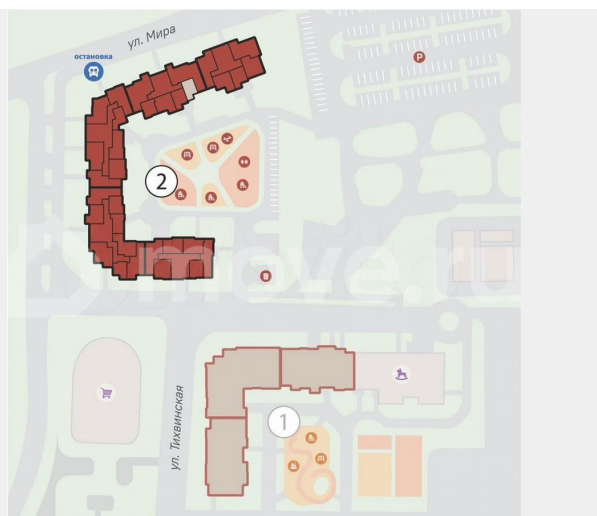 ул. Мира
остановка
P
2
move.ru
1
ул. Тихвинская